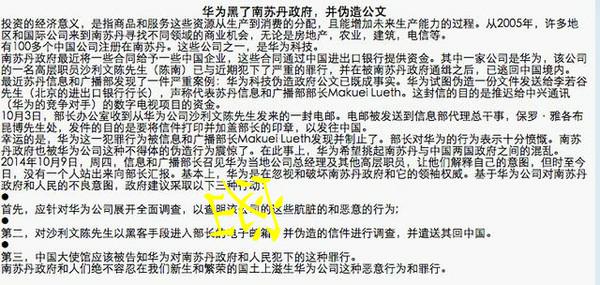 华为黑了南苏丹政府，并伪造公文
投资的经济意义，是指商品和服务这些资源从生产到消费的分配，且能增加未来生产能力的过程。从2005年，许多地
区和国际公司来到南苏丹寻找不同领域的商业机会，无论是房地产，农业，建筑，电信等。
有100多个中国公司注册在南苏丹。这些公司之一，是华为科技。
南苏丹政府最近将一些合同给予一些中国企业，这些合同通过中国进出口银行提供资金。其中一家公司是华为，该公司
的一名高层职员沙利文陈先生（陈南）已与近期犯下了严重的罪行，并在被南苏丹政府通缉之后，已逃回中国境内。
最近苏丹信息和广播部发现了一件严重案例：华为科技伪造政府公文已既成事实。华为试图伪造一份文件发送给李若谷
先生（北京的进出口银行行长），声称代表苏丹信息和广播部部长Makuei Lueth。这封信的目的是推迟给中兴通讯
（华为的竞争对手）的数字电视项目的资金。
10月3日，部长办公室收到从华为公司沙利文陈先生发来的一封电邮。电邮被发送到信息部代理总干事，保罗·雅各布
昆博先生处，发件的目的是要将信件打印并加盖部长的印章，以发往中国。
幸运的是，华为这一犯罪行为被信息和广播部长Makuei Lueth发现并制止了。部长对华为的行为表示十分愤慨。南苏
丹政府也被华为公司这种不得体的伪造行为震惊了。在此事上，华为希望挑起南苏丹与中国两国政府之间的混乱。
2014年10月9日，周四，信息和广播部长召见华为当地公司总经理及其他高层职员，让他们解释自己的意图，但时至今
日，没有一个人站出来向部长汇报。基本上，华为是在忽视和破坏南苏丹政府和它的领袖权威。基于华为公司对南苏丹
政府和人民的不良意图，政府建议采取以下三种行动：
●
首先，应针对华为公司展开全面调查，以查明该公司的这些肮脏的和恶意的行为；
●
第二，对沙利文陈先生以黑客手段进入部长的电子邮箱，并伪造的信件进行调查，并遣送其回中国。
●
第三，中国大使馆应该被告知华为对南苏丹政府和人民犯下的这种罪行。
南苏丹政府和人们绝不容忍在我们新生和繁荣的国土上滋生华为公司这种恶意行为和罪行。